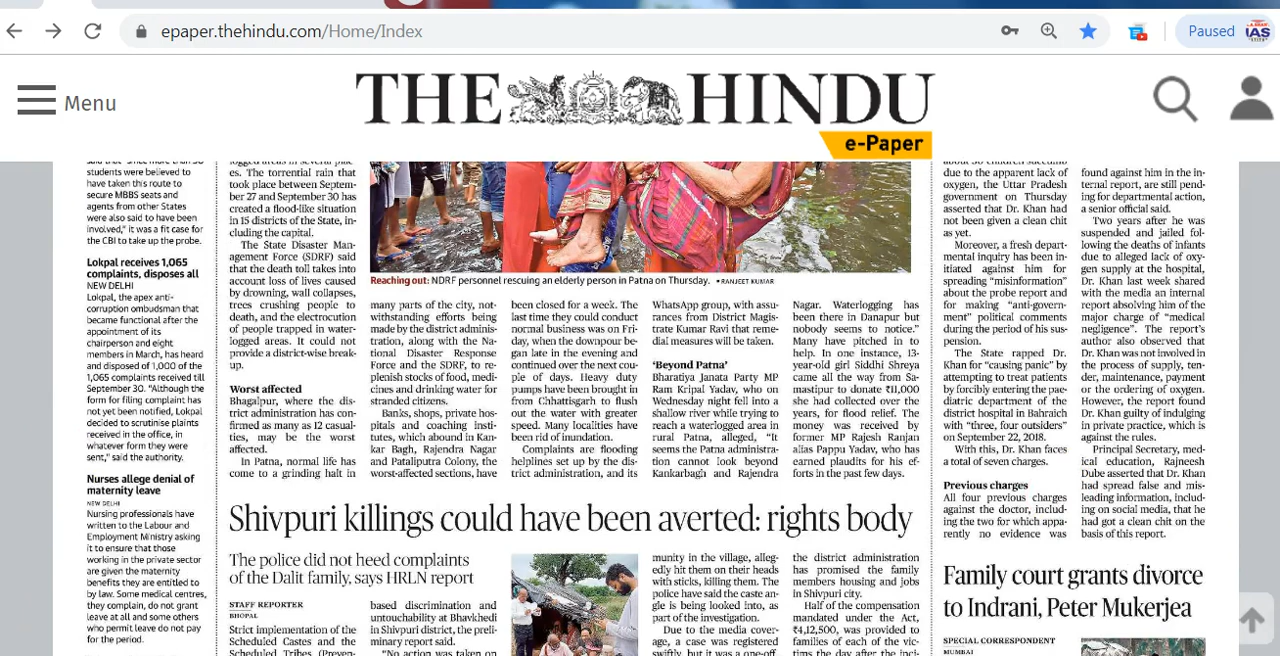 epaper.thehindu.com/Home/Index
Paused
IAS
Menu
THE HINDU
e-Paper
students were believed to
have taken this route to
secure MBBS seats and
agents from other States
were also said to have been
involved,” it was a fit case for
the CBI to take up the probe.
Lokpal receives 1,065
complaints, disposes all
NEW DELHI
Lokpal, the apex anti-
corruption ombudsman that
became functional after the
appointment of its
chairperson and eight
members in March, has heard
and disposed of 1,000 of the
1,065 complaints received till
September 30. “Although the
form for filing complaint has
not yet been notified, Lokpal
decided to scrutinise plaints
received in the office, in
whatever form they were
sent,” said the authority.
Nurses allege denial of
maternity leave
NEW DELHI
Nursing professionals have
written to the Labour and
Employment Ministry asking
it to ensure that those
working in the private sector
are given the maternity
benefits they are entitled to
by law. Some medical centres,
they complain, do not grant
leave at all and some others
who permit leave do not pay
for the period.
logged areas in several plac-
es. The torrential rain that
took place between Septem-
ber 27 and September 30 has
created a flood-like situation
in 15 districts of the State, in-
cluding the capital.
The State Disaster Man-
agement Force (SDRF) said
that the death toll takes into
account loss of lives caused
by drowning, wall collapses,
trees crushing people to
death, and the electrocution
of people trapped in water-
logged areas. It could not
provide a district-wise break-
up.
Worst affected
Bhagalpur, where the dis-
trict administration has con-
firmed as many as 12 casual-
ties, may be the worst
affected.
In Patna, normal life has
come to a grinding halt in
Reaching out: NDRF personnel rescuing an elderly person in Patna on Thursday. • RANJEET KUMAR
many parts of the city, not-
withstanding efforts being
made by the district adminis-
tration, along with the Na-
tional Disaster Response
Force and the SDRF, to re-
plenish stocks of food, medi-
cines and drinking water for
stranded citizens.
Banks, shops, private hos-
pitals and coaching insti-
tutes, which abound in Kan-
kar Bagh, Rajendra Nagar
and Pataliputra Colony, the
worst-affected sections, have
been closed for a week. The
last time they could conduct
normal business was on Fri-
day, when the downpour be-
gan late in the evening and
continued over the next cou-
ple of days. Heavy duty
pumps have been brought in
from Chhattisgarh to flush
out the water with greater
speed. Many localities have
been rid of inundation.
Complaints are flooding
helplines set up by the dis-
trict administration, and its
WhatsApp group, with assu-
rances from District Magis-
trate Kumar Ravi that reme-
dial measures will be taken.
‘Beyond Patna’
Bharatiya Janata Party MP
Ram Kripal Yadav, who on
Wednesday night fell into a
shallow river while trying to
reach a waterlogged area in
rural Patna, alleged, “It
seems the Patna administra-
tion cannot look beyond
Kankarbagh and Rajendra
Nagar. Waterlogging has
been there in Danapur but
nobody seems to notice.”
Many have pitched in to
help. In one instance, 13-
year-old girl Siddhi Shreya
came all the way from Sa-
mastipur to donate ₹11,000
she had collected over the
years, for flood relief. The
money was received by
former MP Rajesh Ranjan
alias Pappu Yadav, who has
earned plaudits for his ef-
forts in the past few days.
Shivpuri killings could have been averted: rights body
The police did not heed complaints
of the Dalit family, says HRLN report
STAFF REPORTER
BHOPAL
Strict implementation of the
Scheduled Castes and the
Scheduled Tribes (Preven-
based discrimination and
untouchability at Bhavkhedi
in Shivpuri district, the preli-
minary report said.
“No action was taken on
munity in the village, alleg-
edly hit them on their heads
with sticks, killing them. The
police have said the caste an-
gle is being looked into, as
part of the investigation.
Due to the media cover-
age, a case was registered
swiftly, but it was a one-off,
the district administration
has promised the family
members housing and jobs
in Shivpuri city.
Half of the compensation
mandated under the Act,
₹4,12,500, was provided to
families of each of the vic-
tims the day after the inci-
about 30 children succumb
due to the apparent lack of
oxygen, the Uttar Pradesh
government on Thursday
asserted that Dr. Khan had
not been given a clean chit
as yet.
Moreover, a fresh depart-
mental inquiry has been in-
itiated against him for
spreading “misinformation”
about the probe report and
for making “anti-govern-
ment” political comments
during the period of his sus-
pension.
The State rapped Dr.
Khan for “causing panic” by
attempting to treat patients
by forcibly entering the pae-
diatric department of the
district hospital in Bahraich
with “three, four outsiders”
on September 22, 2018.
With this, Dr. Khan faces
a total of seven charges.
Previous charges
All four previous charges
against the doctor, includ-
ing the two for which appa-
rently no evidence was
found against him in the in-
ternal report, are still pend-
ing for departmental action,
a senior official said.
Two years after he was
suspended and jailed fol-
lowing the deaths of infants
due to alleged lack of oxy-
gen supply at the hospital,
Dr. Khan last week shared
with the media an internal
report absolving him of the
major charge of “medical
negligence”. The report’s
author also observed that
Dr. Khan was not involved in
the process of supply, ten-
der, maintenance, payment
or the ordering of oxygen.
However, the report found
Dr. Khan guilty of indulging
in private practice, which is
against the rules.
Principal Secretary, med-
ical education, Rajneesh
Dube asserted that Dr. Khan
had spread false and mis-
leading information, includ-
ing on social media, that he
had got a clean chit on the
basis of this report.
Family court grants divorce
to Indrani, Peter Mukerjea
SPECIAL CORRESPONDENT
MUMBAI